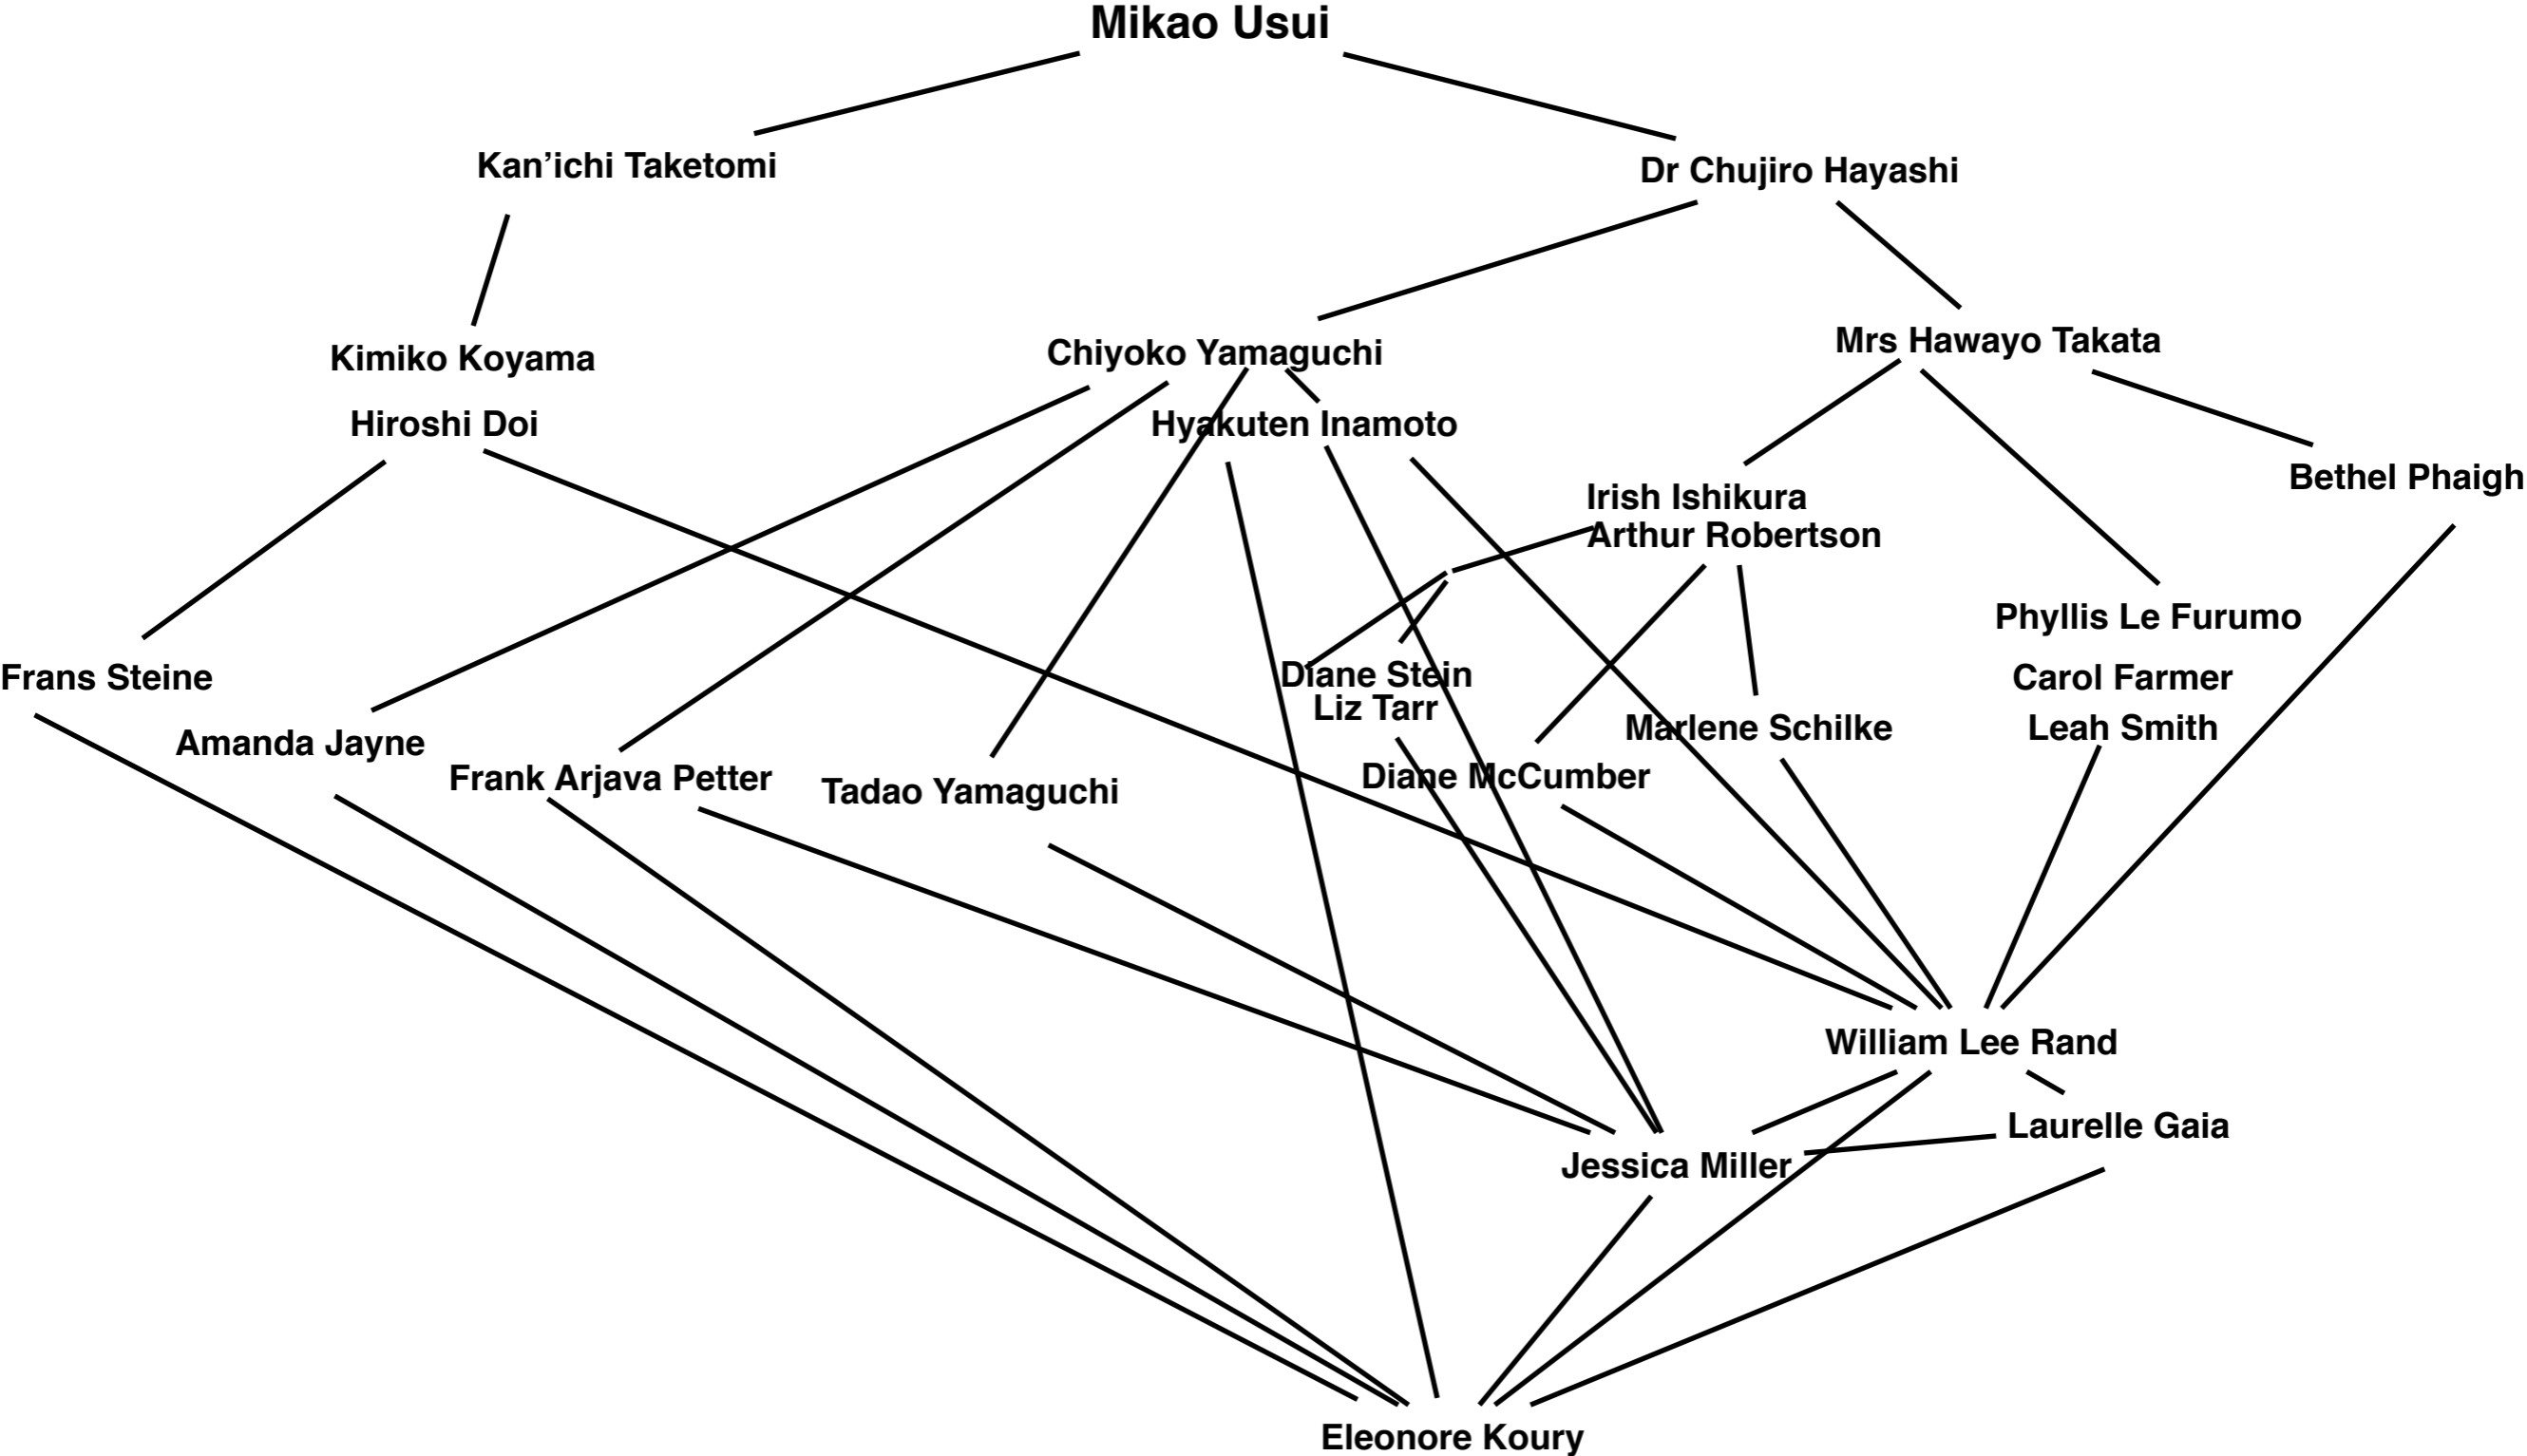 Mikao Usui
Kan’ichi Taketomi
Dr Chujiro Hayashi
Kimiko Koyama
Chiyoko Yamaguchi
Mrs Hawayo Takata
Hiroshi Doi
Hyakuten Inamoto
Bethel Phaigh
Irish Ishikura
Arthur Robertson
Phyllis Le Furumo
Frans Steine
Diane Stein
Carol Farmer
Liz Tarr
Amanda Jayne
Marlene Schilke
Leah Smith
Frank Arjava Petter
Tadao Yamaguchi
Diane McCumber
William Lee Rand
Laurelle Gaia
Jessica Miller
Eleonore Koury